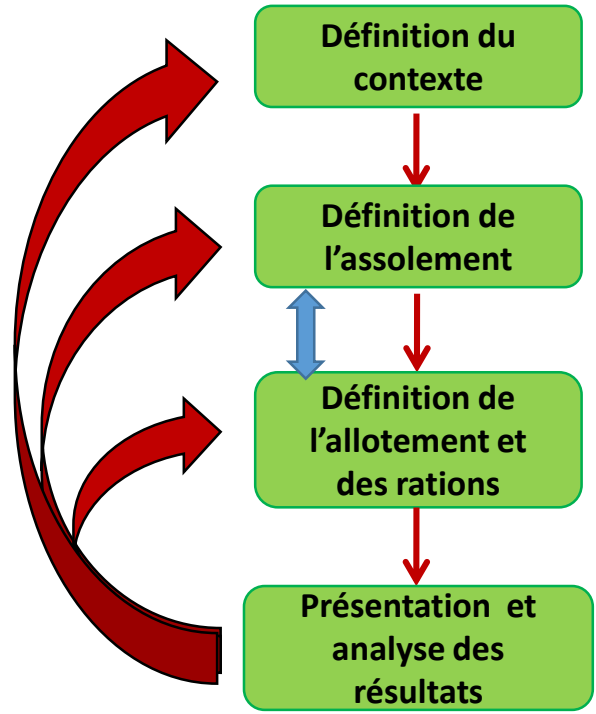 Définition du
contexte
Définition de
l’assolement
Définition de
l’allotement et
des rations
Présentation et
analyse des
résultats